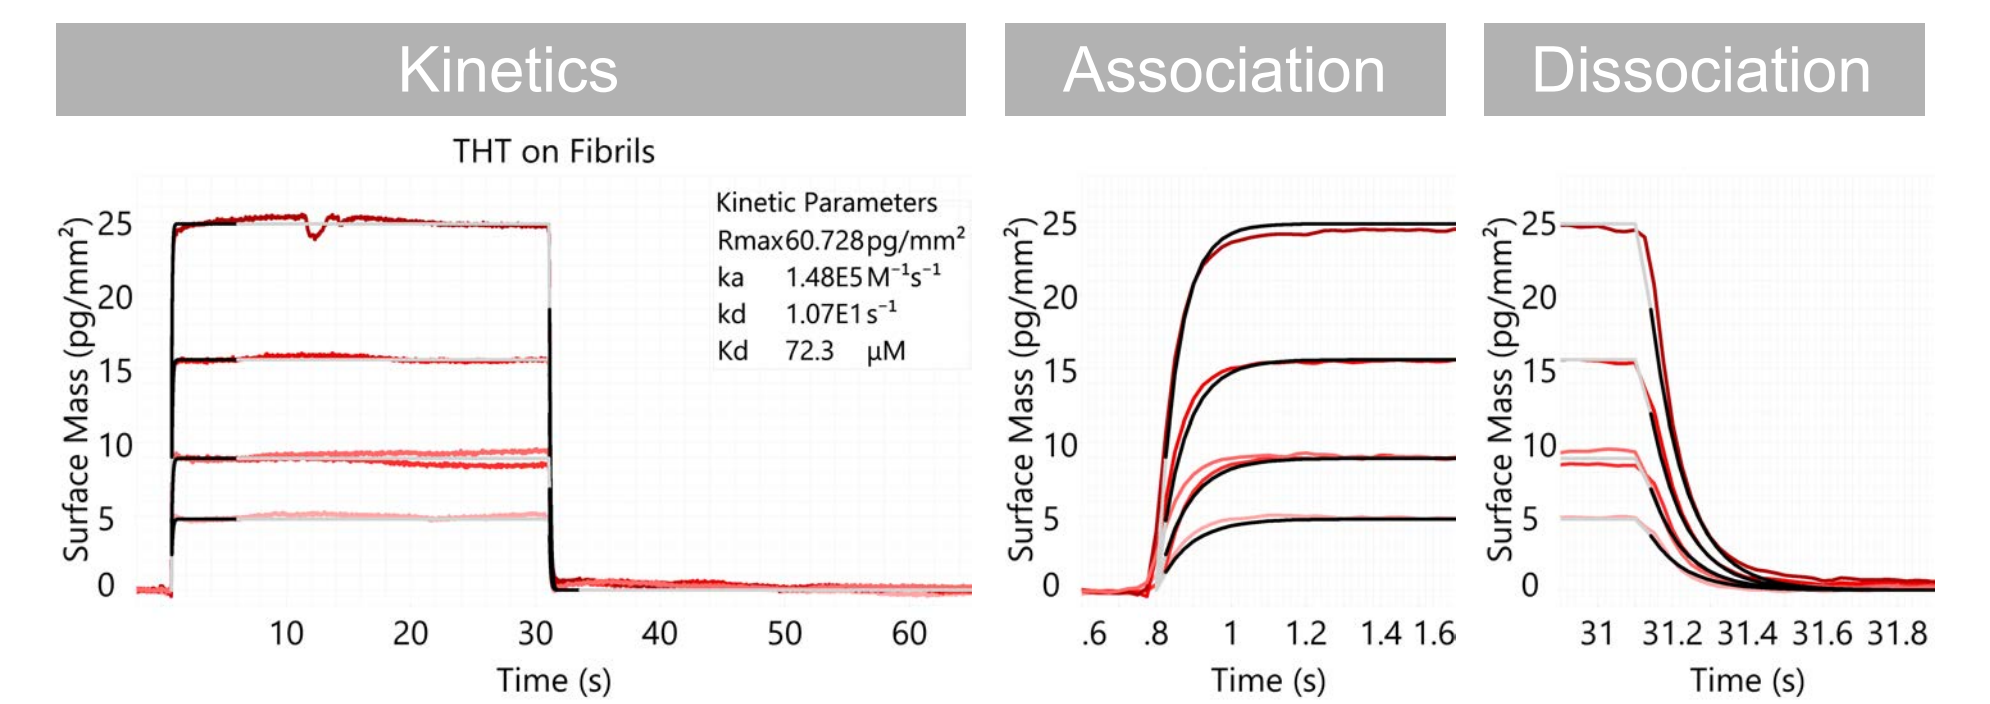 Kinetics
THT on Fibrils
Surface Mass (pg/mm²)
25
20
15
10
5
0
Kinetic Parameters
Rmax 60.728 pg/mm²
ka 1.48E5 M⁻¹s⁻¹
kd 1.07E1 s⁻¹
Kd 72.3 μM
10 20 30 40 50 60
Time (s)
Association
Surface Mass (pg/mm²)
25
20
15
10
5
0
.6 .8 1 1.2 1.4 1.6
Time (s)
Dissociation
Surface Mass (pg/mm²)
25
20
15
10
5
0
31 31.2 31.4 31.6 31.8
Time (s)